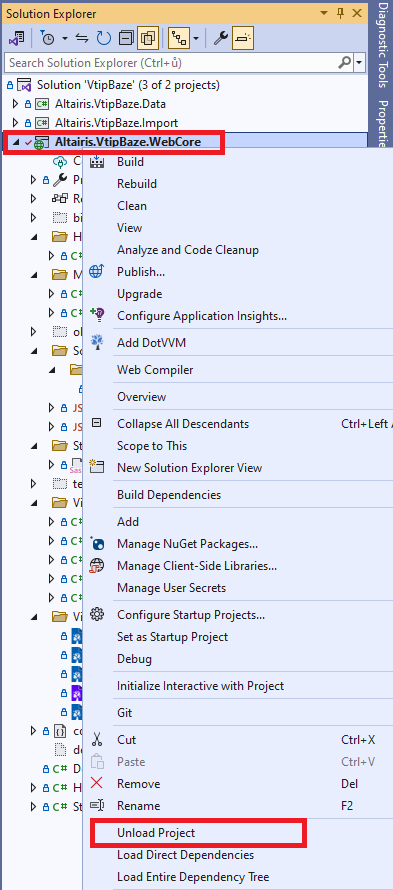 Solution Explorer
Search Solution Explorer (Ctrl+ů)
Solution 'VtipBaze' (3 of 2 projects)
Altairis.VtipBaze.Data
Altairis.VtipBaze.Import
Altairis.VtipBaze.WebCore
Build
Rebuild
Clean
View
Analyze and Code Cleanup
Publish...
Upgrade
Configure Application Insights...
Add DotVVM
Web Compiler
Overview
Collapse All Descendants Ctrl+Left
Scope to This
New Solution Explorer View
Build Dependencies
Add
Manage NuGet Packages...
Manage Client-Side Libraries...
Manage User Secrets
Configure Startup Projects...
Set as Startup Project
Debug
Initialize Interactive with Project
Git
Cut Ctrl+X
Paste Ctrl+V
Remove Del
Rename F2
Unload Project
Load Direct Dependencies
Load Entire Dependency Tree
Diagnostic Tools
Properties